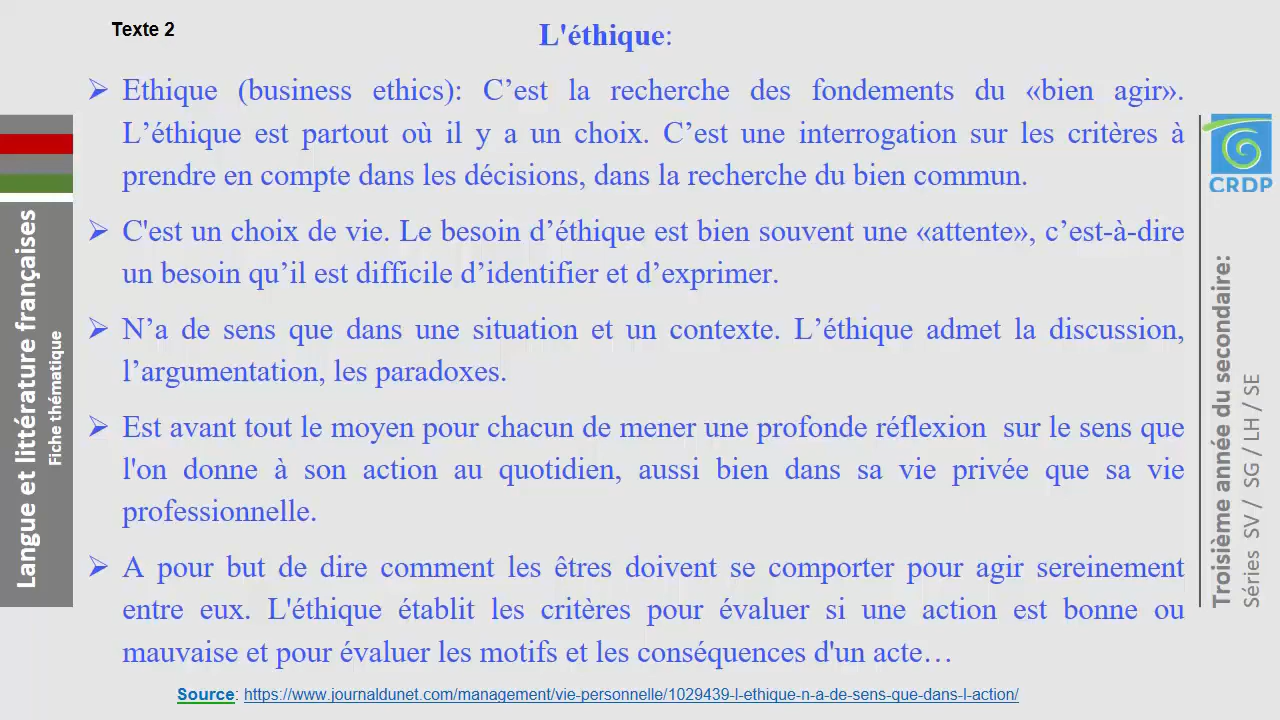 Texte 2
L'éthique:
Ethique (business ethics): C’est la recherche des fondements du «bien agir».
L’éthique est partout où il y a un choix. C’est une interrogation sur les critères à
prendre en compte dans les décisions, dans la recherche du bien commun.
C'est un choix de vie. Le besoin d’éthique est bien souvent une «attente», c’est-à-dire
un besoin qu’il est difficile d’identifier et d’exprimer.
N’a de sens que dans une situation et un contexte. L’éthique admet la discussion,
l’argumentation, les paradoxes.
Est avant tout le moyen pour chacun de mener une profonde réflexion sur le sens que
l'on donne à son action au quotidien, aussi bien dans sa vie privée que sa vie
professionnelle.
A pour but de dire comment les êtres doivent se comporter pour agir sereinement
entre eux. L'éthique établit les critères pour évaluer si une action est bonne ou
mauvaise et pour évaluer les motifs et les conséquences d'un acte…
Source: https://www.journaldunet.com/management/vie-personnelle/1029439-l-ethique-n-a-de-sens-que-dans-l-action/
Langue et littérature françaises
Fiche thématique
CRDP
Troisième année du secondaire:
Séries SV / SG / LH / SE